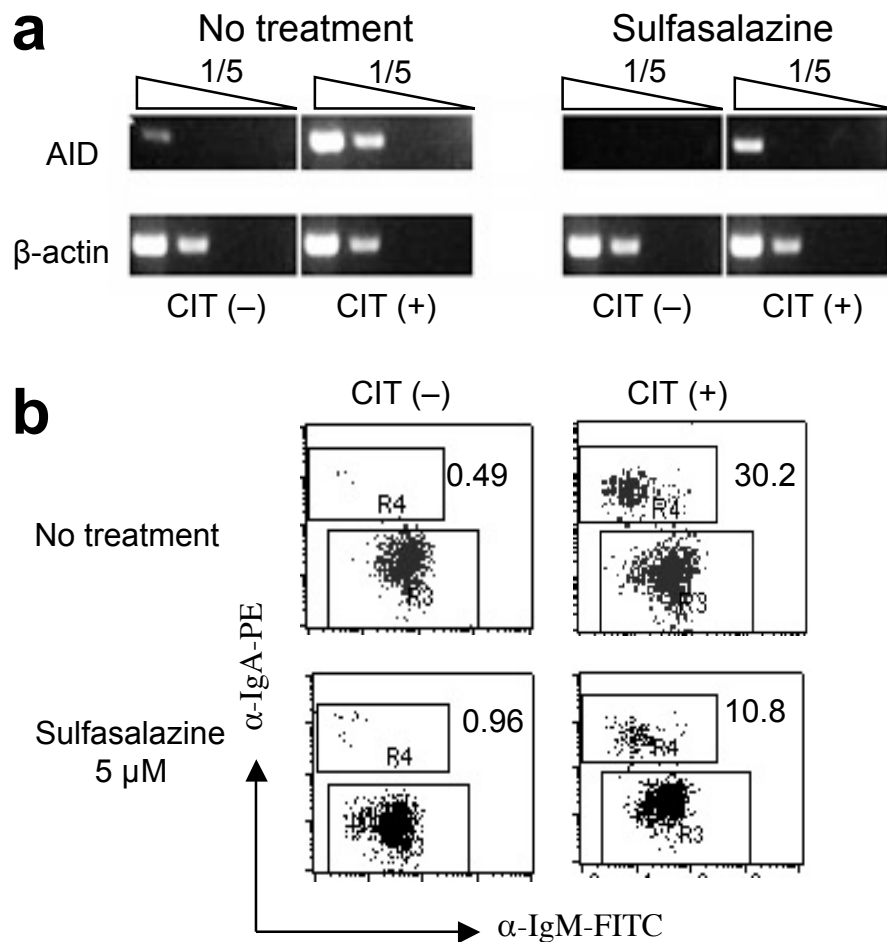 a
No treatment Sulfasalazine
1/5 1/5 1/5 1/5
AID
β-actin
CIT (–) CIT (+) CIT (–) CIT (+)
b
CIT (–) CIT (+)
No treatment
0.49
R4
R3
30.2
R4
R3
α-IgA-PE
Sulfasalazine
5 µM
0.96
R4
10.8
R4
R3
α-IgM-FITC